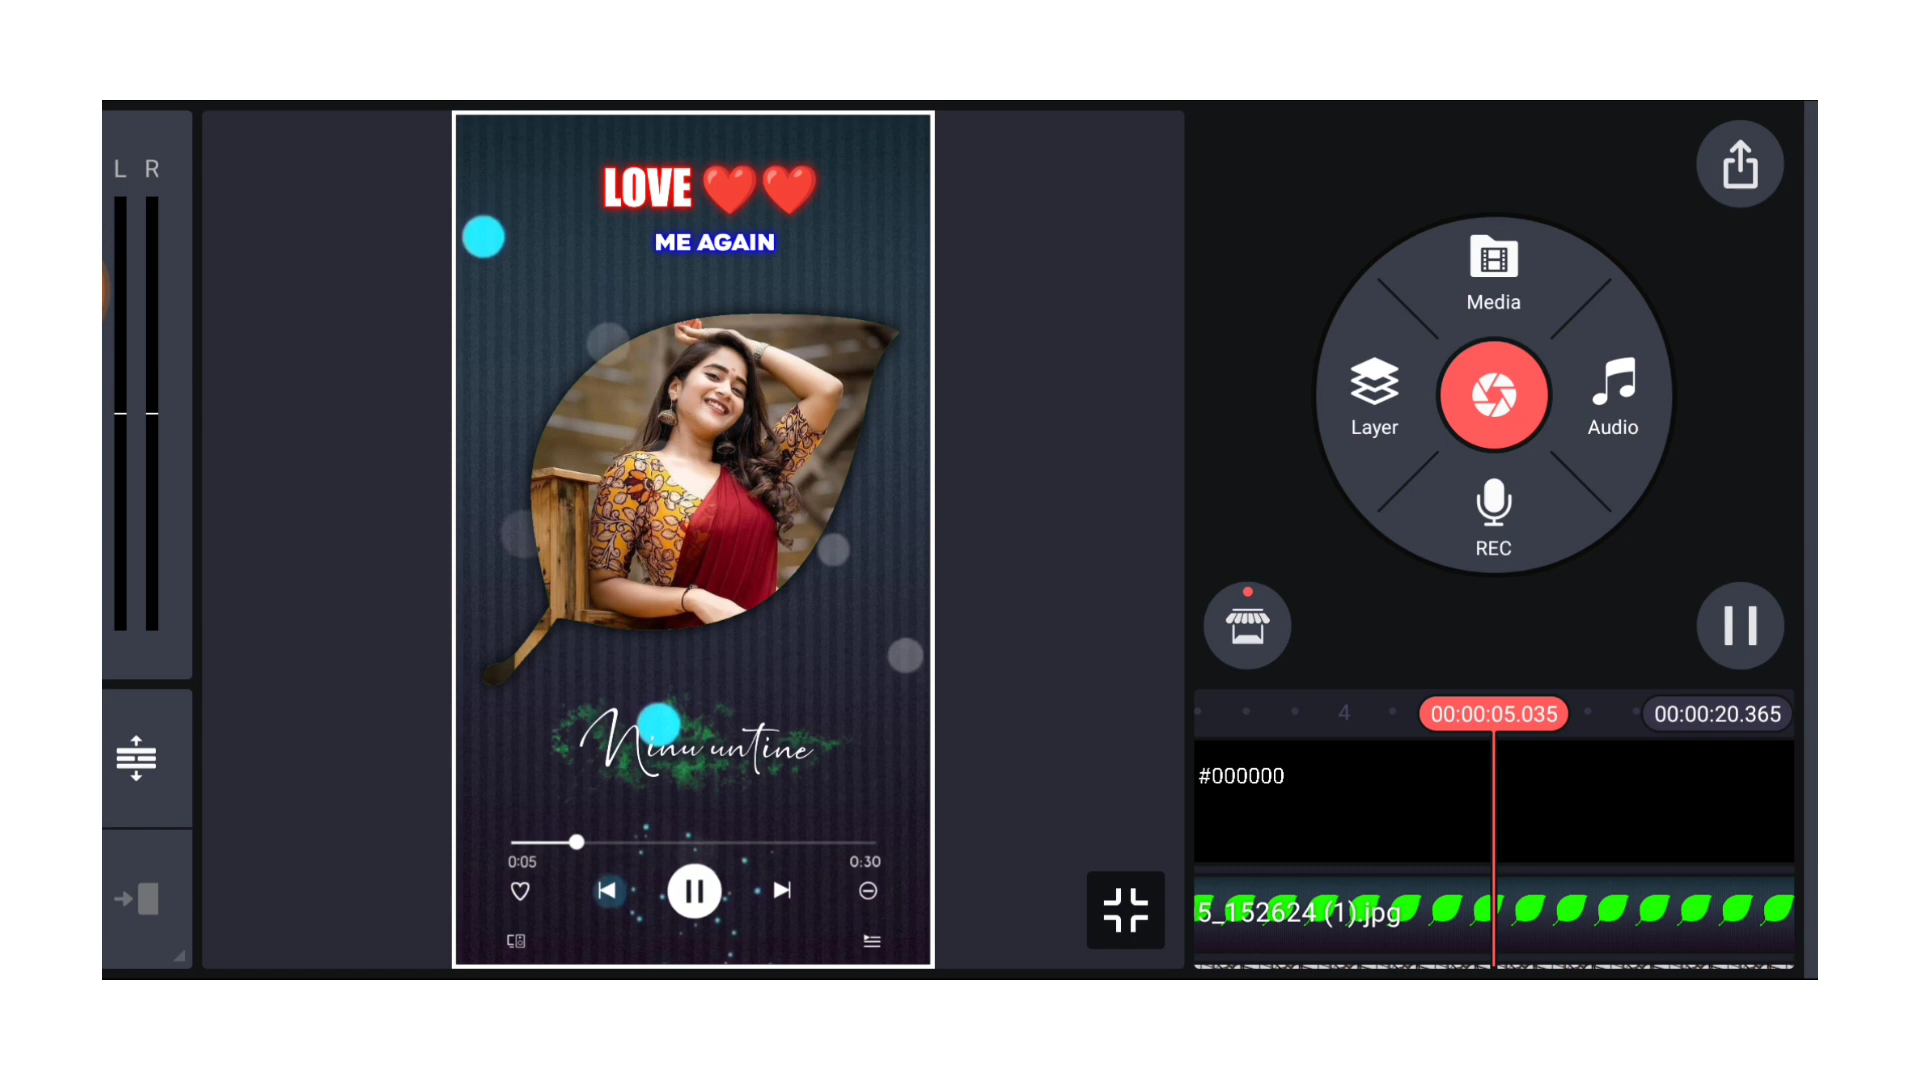 L R
LOVE ❤️❤️
ME AGAIN
Ninu untine
0:05
0:30
Media
Layer
Audio
REC
4
00:00:05.035
00:00:20.365
#000000
5_152624 (1).jpg